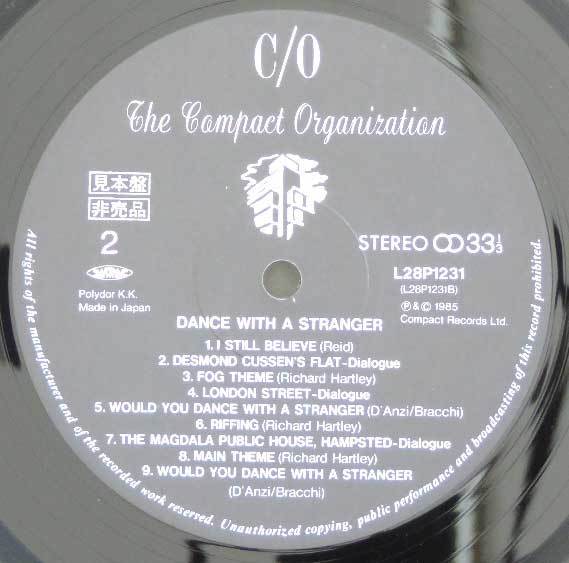 C/O
The Compact Organization
見本盤
非売品
2
STEREO ꝏ 33 1/3
L28P1231
(L28P1231B)
Polydor K.K.
Made in Japan
℗ & © 1985
Compact Records Ltd.
DANCE WITH A STRANGER
1. I STILL BELIEVE (Reid)
2. DESMOND CUSSEN'S FLAT-Dialogue
3. FOG THEME (Richard Hartley)
4. LONDON STREET-Dialogue
5. WOULD YOU DANCE WITH A STRANGER (D'Anzi/Bracchi)
6. RIFFING (Richard Hartley)
7. THE MAGDALA PUBLIC HOUSE, HAMPSTED-Dialogue
8. MAIN THEME (Richard Hartley)
9. WOULD YOU DANCE WITH A STRANGER
(D'Anzi/Bracchi)
All rights of the manufacturer and of the recorded work reserved. Unauthorized copying, public performance and broadcasting of this record prohibited.